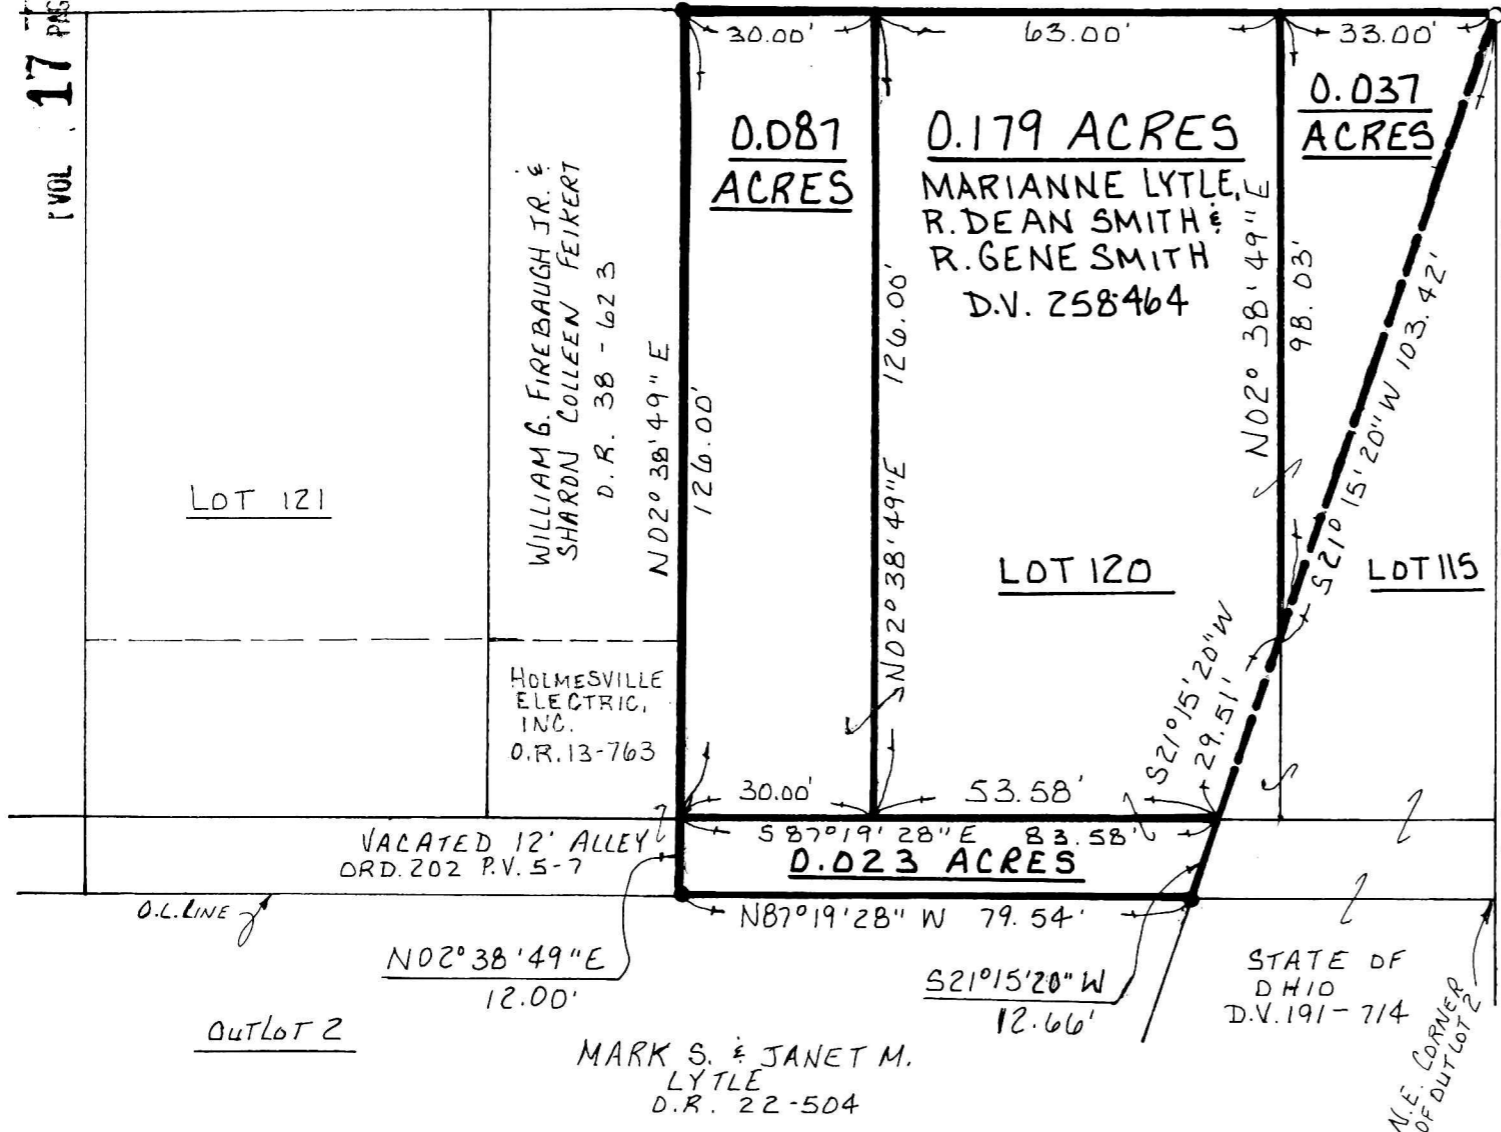 VOL 17
30.00'
63.00'
33.00'
0.087
ACRES
0.179 ACRES
MARIANNE LYTLE,
R. DEAN SMITH &
R. GENE SMITH
D.V. 258-464
0.037
ACRES
WILLIAM G. FIREBAUGH JR. &
SHARON COLLEEN FEIKERT
O.R. 38 - 623
N02° 38' 49" E
126.00'
126.00'
N02° 38' 49" E
N02° 38' 49" E
98.03'
S21° 15' 20" W 103.42'
LOT 121
LOT 120
LOT 115
HOLMESVILLE
ELECTRIC,
INC.
O.R. 13-763
S21° 15' 20" W
29.51'
30.00'
53.58'
S 87° 19' 28" E 83.58'
VACATED 12' ALLEY
ORD. 202 P.V. 5-7
0.023 ACRES
O.L. LINE
N87° 19' 28" W 79.54'
N02° 38' 49" E
12.00'
S21° 15' 20" W
12.66'
STATE OF
OHIO
D.V. 191-714
N.E. CORNER
OF OUTLOT 2
OUTLOT 2
MARK S. & JANET M.
LYTLE
O.R. 22-504